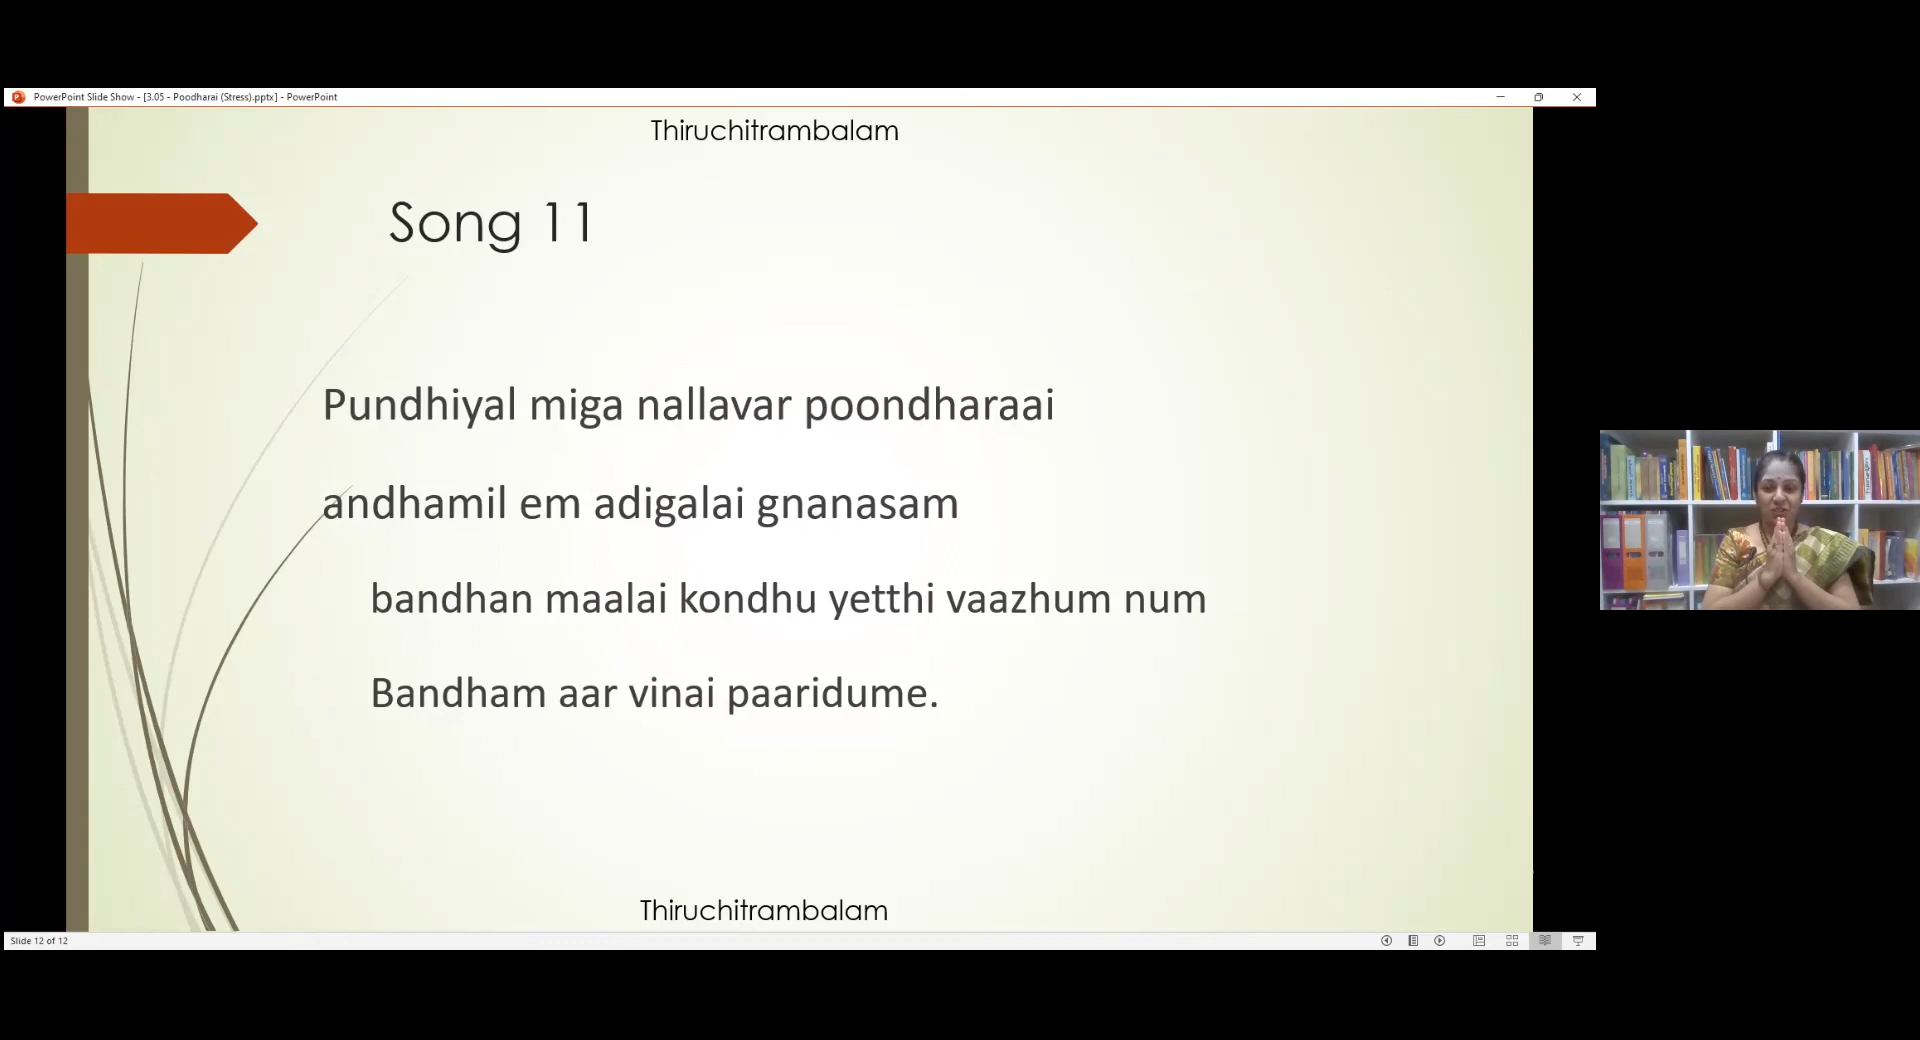 PowerPoint Slide Show - [3.05 - Poodharai (Stress).pptx] - PowerPoint
Thiruchitrambalam
Song 11
Pundhiyal miga nallavar poondharaai
andhamil em adigalai gnanasam
bandhan maalai kondhu yetthi vaazhum num
Bandham aar vinai paaridume.
Thiruchitrambalam
Slide 12 of 12